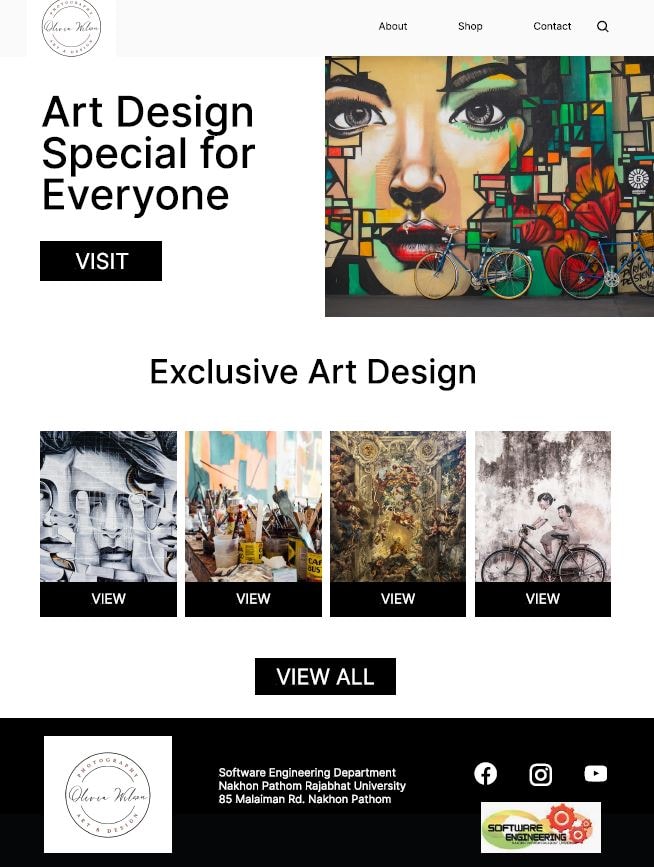 PHOTOGRAPHY
Olivia Wilson
ART & DESIGN
About
Shop
Contact
Art Design
Special for
Everyone
VISIT
Exclusive Art Design
VIEW
VIEW
VIEW
VIEW
VIEW ALL
PHOTOGRAPHY
Olivia Wilson
ART & DESIGN
Software Engineering Department
Nakhon Pathom Rajabhat University
85 Malaiman Rd. Nakhon Pathom
SOFTWARE
ENGINEERING